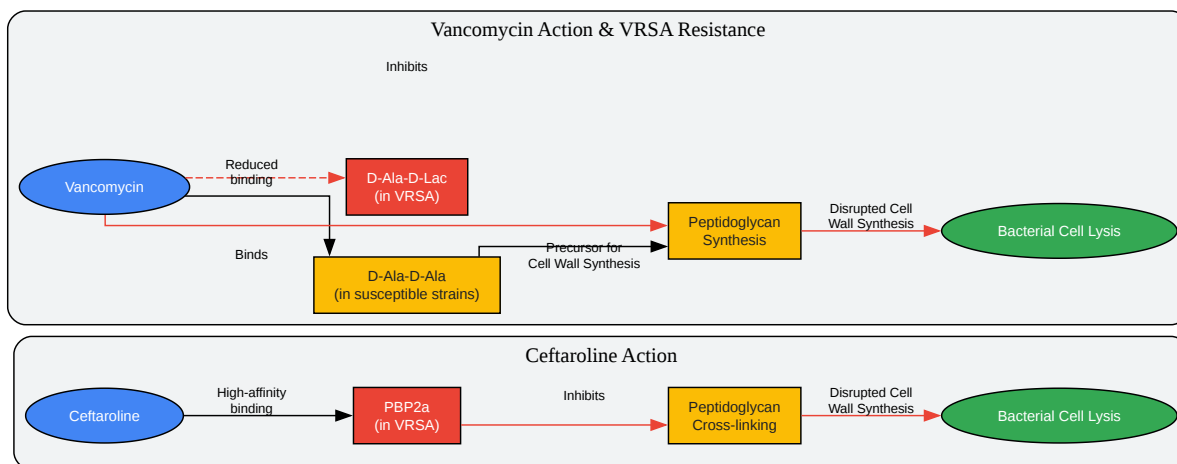 Vancomycin Action & VRSA Resistance
Inhibits
Reduced
binding
Vancomycin
D-Ala-D-Lac
(in VRSA)
Binds
D-Ala-D-Ala
(in susceptible strains)
Precursor for
Cell Wall Synthesis
Peptidoglycan
Synthesis
Disrupted Cell
Wall Synthesis
Bacterial Cell Lysis
Ceftaroline Action
Ceftaroline
High-affinity
binding
PBP2a
(in VRSA)
Inhibits
Peptidoglycan
Cross-linking
Disrupted Cell
Wall Synthesis
Bacterial Cell Lysis